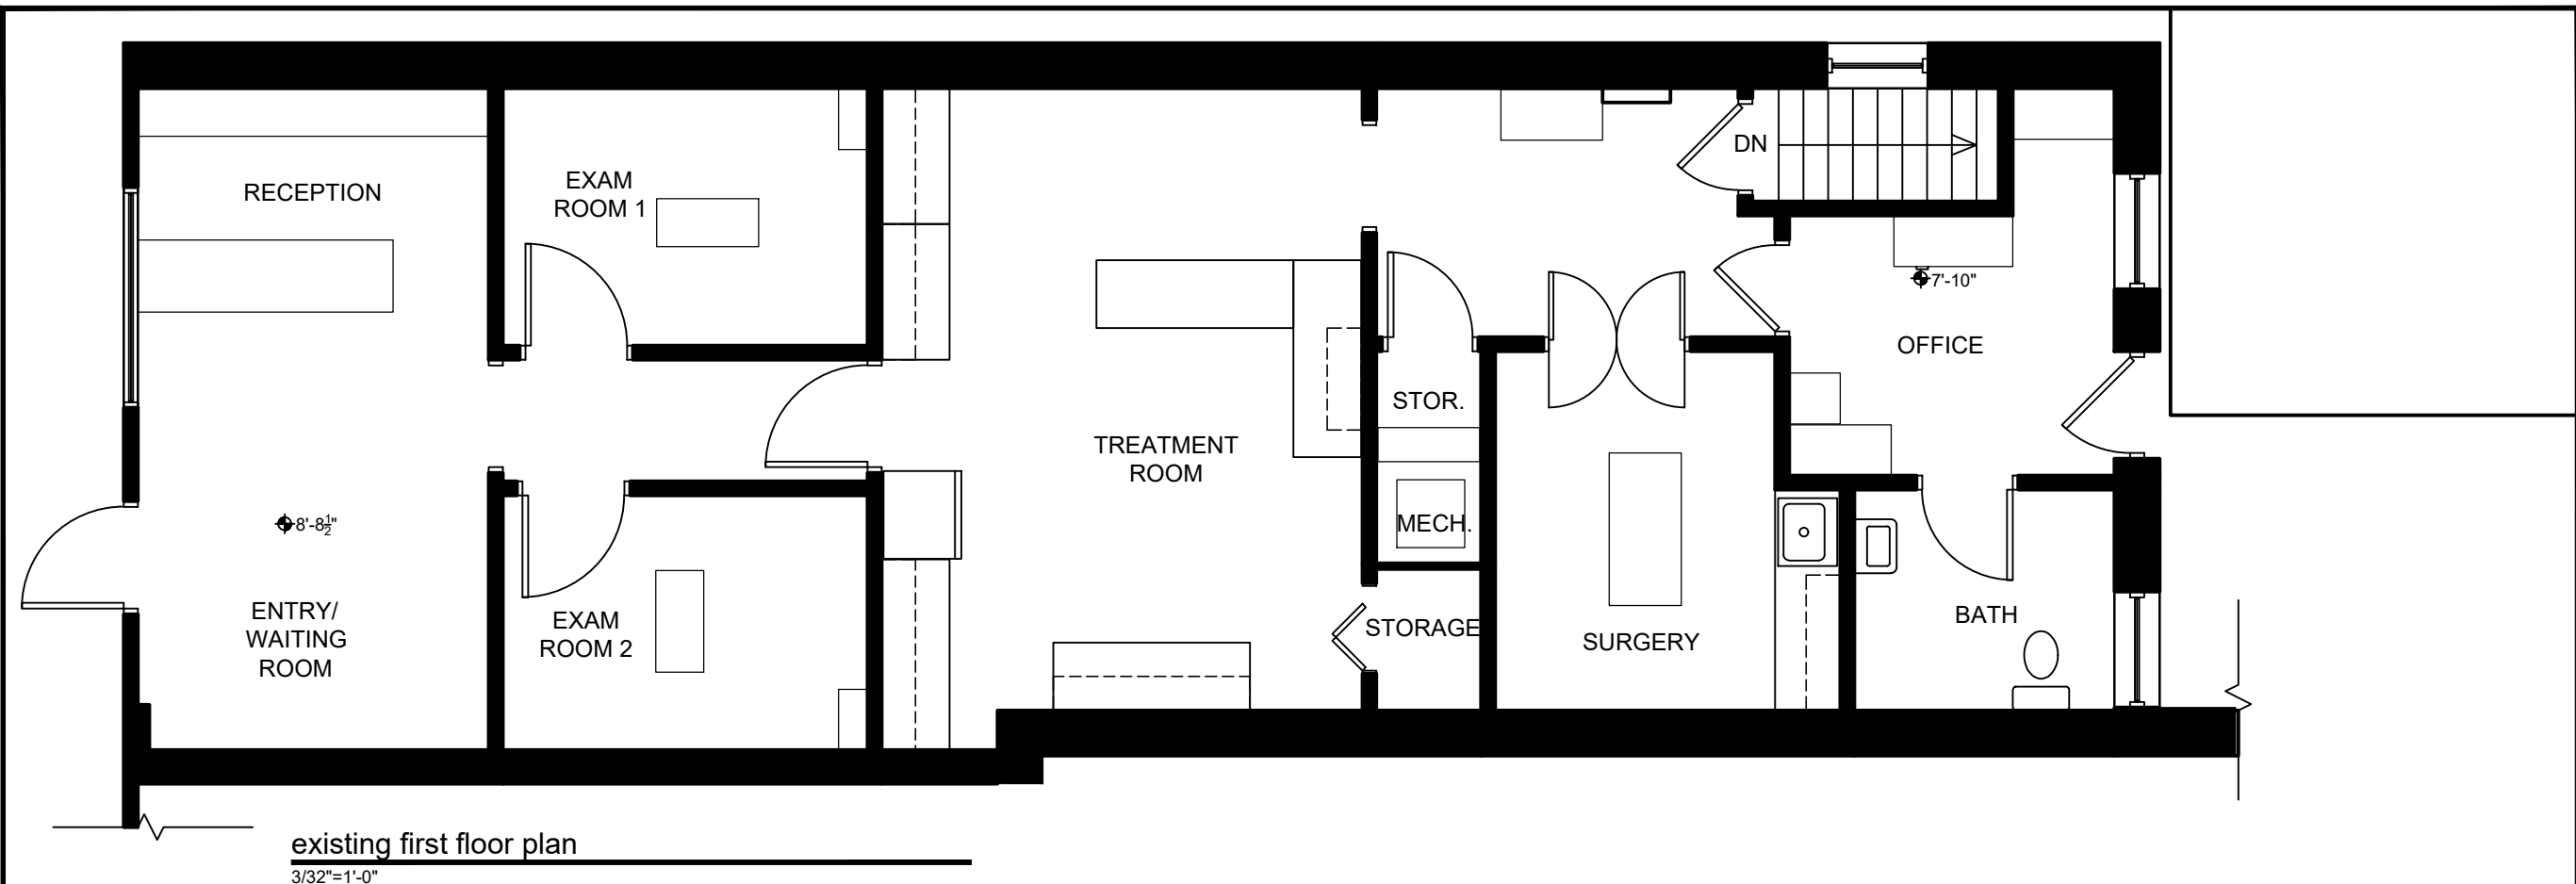 RECEPTION
EXAM
ROOM 1
DN
7'-10"
OFFICE
STOR.
TREATMENT
ROOM
MECH.
8'-8½"
ENTRY/
WAITING
ROOM
EXAM
ROOM 2
STORAGE
SURGERY
BATH
existing first floor plan
3/32"=1'-0"